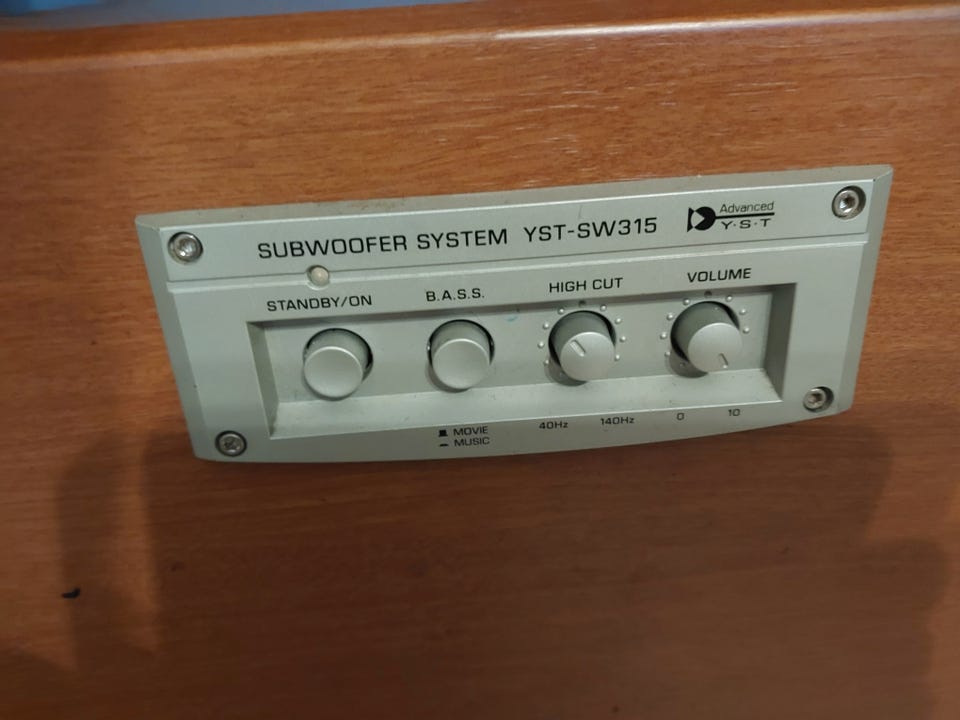 SUBWOOFER SYSTEM YST-SW315
Advanced
Y·S·T
STANDBY/ON
B.A.S.S.
HIGH CUT
VOLUME
MOVIE
MUSIC
40Hz 140Hz
0 10